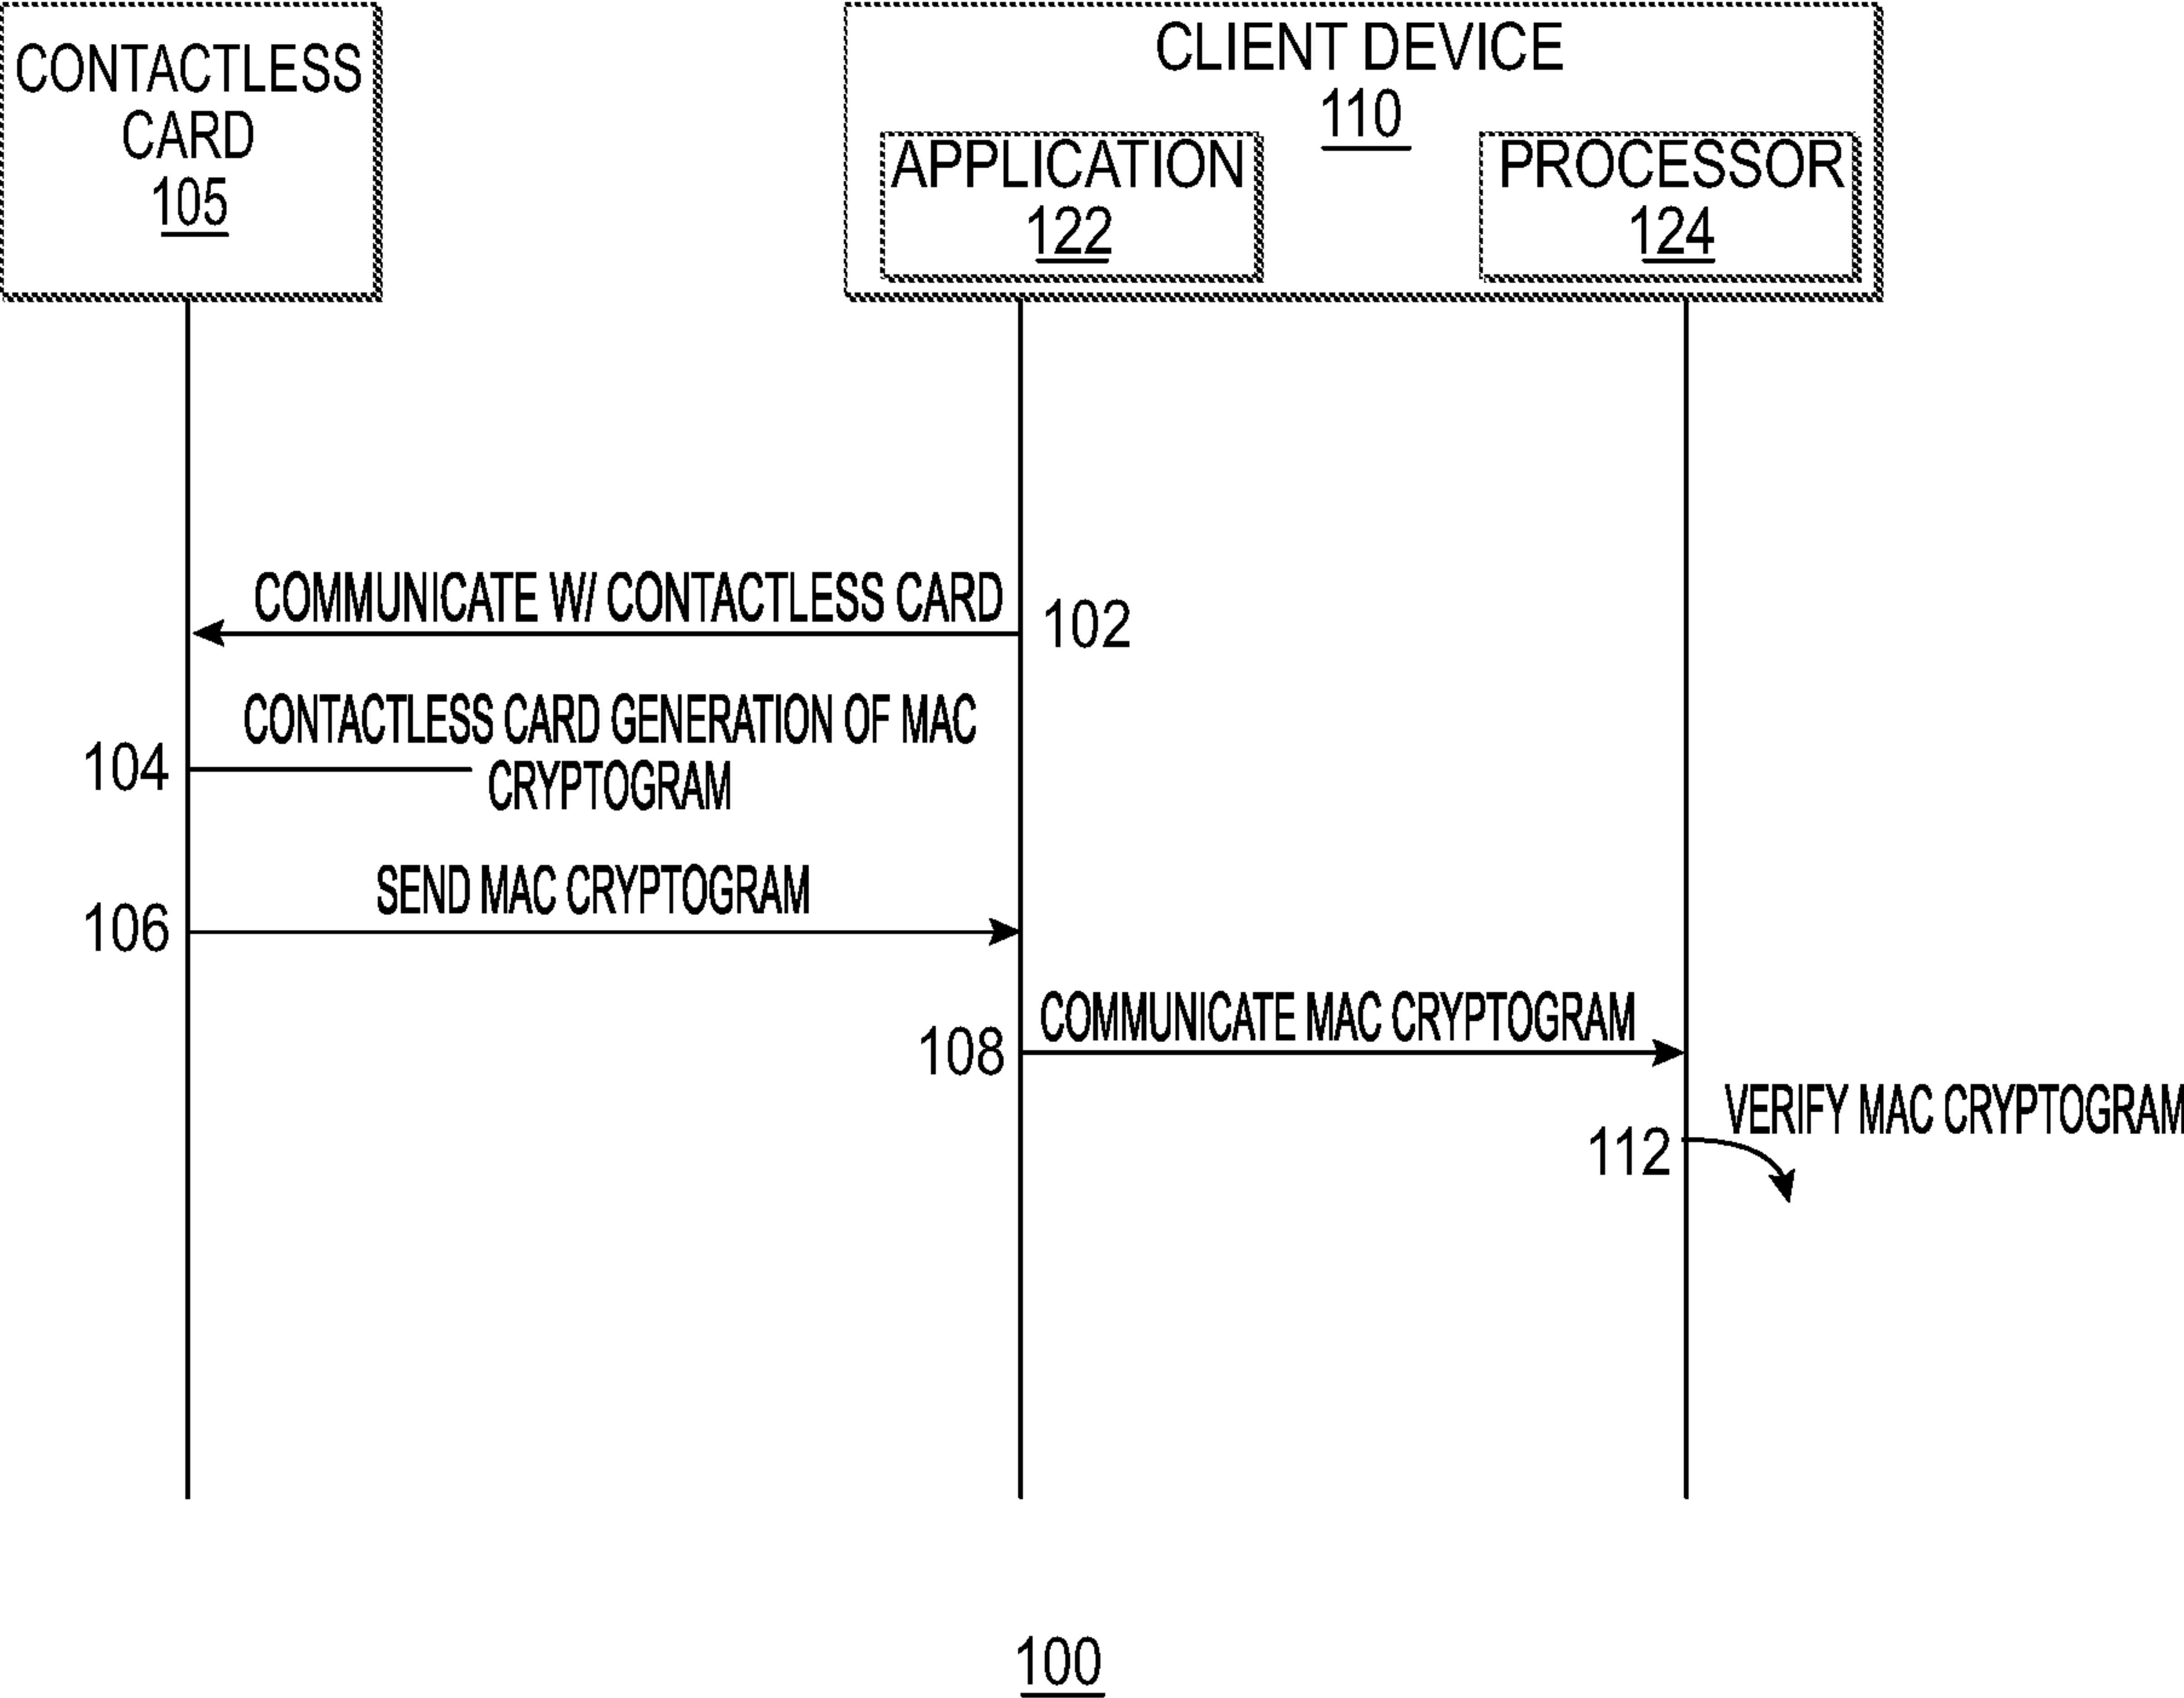 CONTACTLESS
CARD
105
CLIENT DEVICE
110
APPLICATION
122
PROCESSOR
124
COMMUNICATE W/ CONTACTLESS CARD
102
CONTACTLESS CARD GENERATION OF MAC
104
CRYPTOGRAM
SEND MAC CRYPTOGRAM
106
COMMUNICATE MAC CRYPTOGRAM
108
VERIFY MAC CRYPTOGRAM
112
100